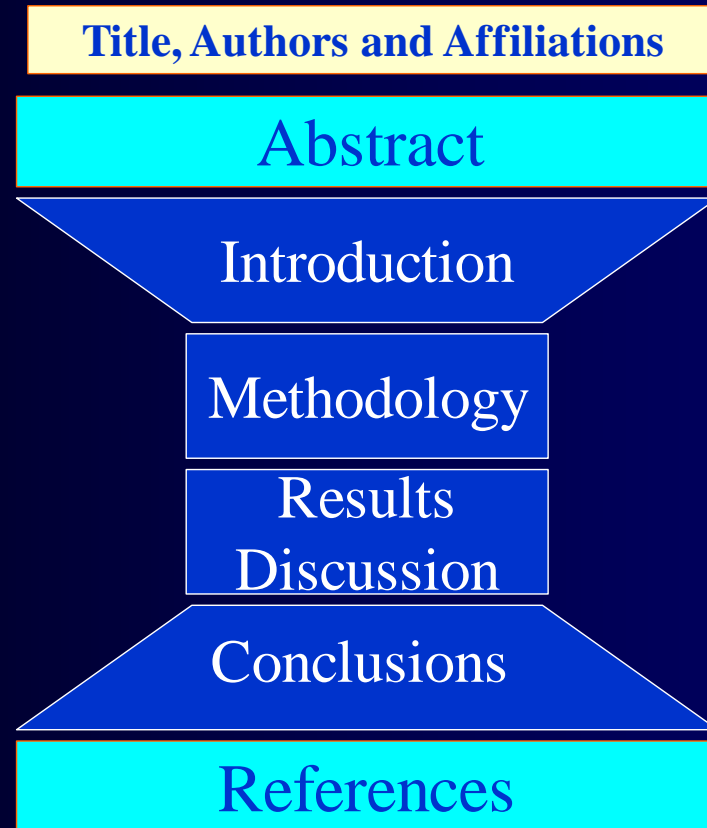 Title, Authors and Affiliations
Abstract
Introduction
Methodology
Results
Discussion
Conclusions
References